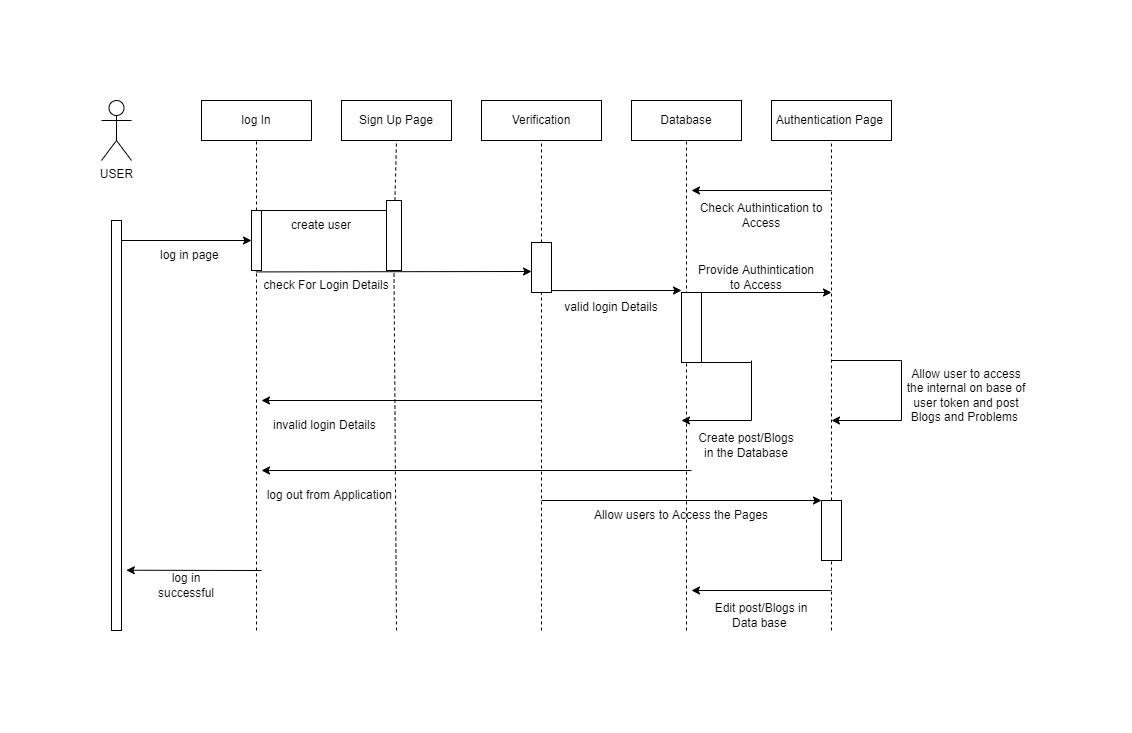 log In
Sign Up Page
Verification
Database
Authentication Page
USER
Check Authintication to
Access
create user
log in page
check For Login Details
Provide Authintication
to Access
valid login Details
Allow user to access
the internal on base of
user token and post
Blogs and Problems
invalid login Details
Create post/Blogs
in the Database
log out from Application
Allow users to Access the Pages
log in
successful
Edit post/Blogs in
Data base